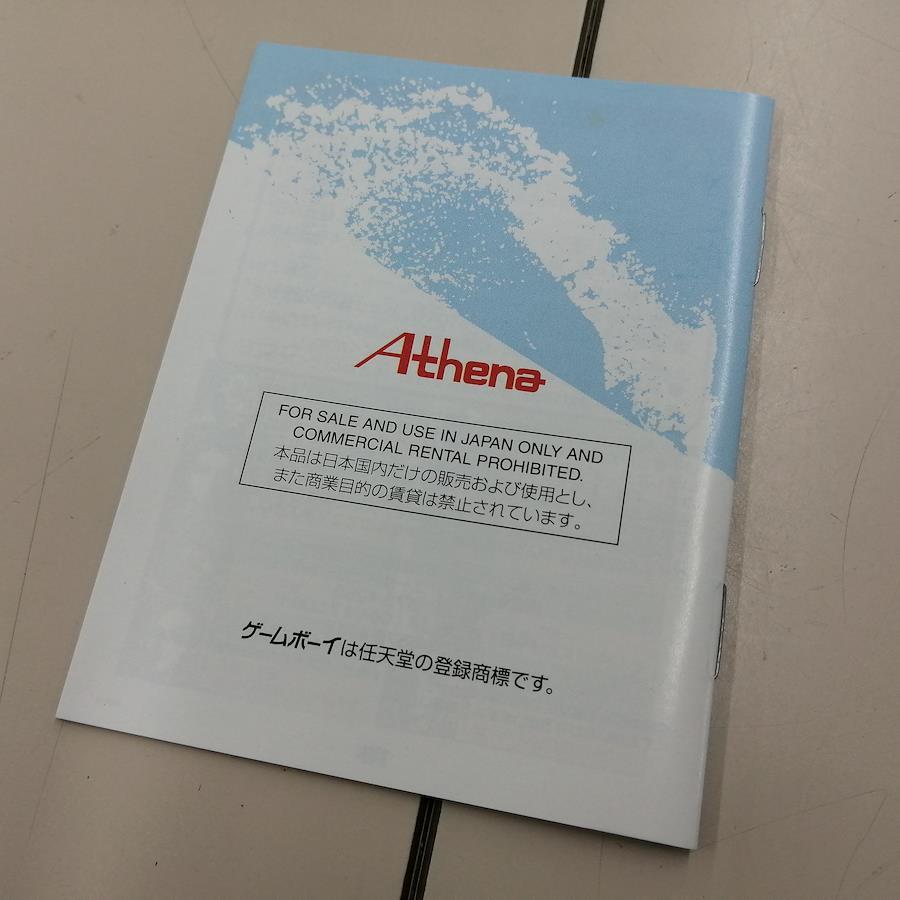 Athena
FOR SALE AND USE IN JAPAN ONLY AND
COMMERCIAL RENTAL PROHIBITED.
本品は日本国内だけの販売および使用とし、
また商業目的の賃貸は禁止されています。
ゲームボーイは任天堂の登録商標です。